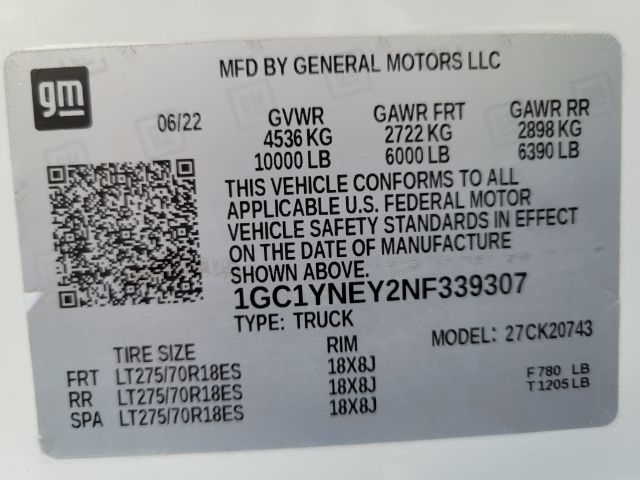 gm
MFD BY GENERAL MOTORS LLC
06/22 GVWR GAWR FRT GAWR RR
4536 KG 2722 KG 2898 KG
10000 LB 6000 LB 6390 LB
THIS VEHICLE CONFORMS TO ALL
APPLICABLE U.S. FEDERAL MOTOR
VEHICLE SAFETY STANDARDS IN EFFECT
ON THE DATE OF MANUFACTURE
SHOWN ABOVE.
1GC1YNEY2NF339307
TYPE: TRUCK MODEL: 27CK20743
TIRE SIZE RIM
FRT LT275/70R18ES 18X8J F 780 LB
RR LT275/70R18ES 18X8J T 1205 LB
SPA LT275/70R18ES 18X8J